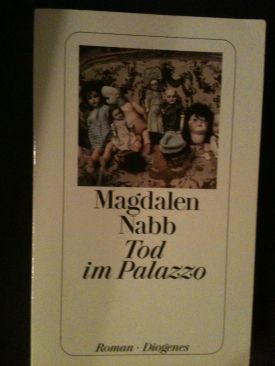 Magdalen
Nabb
Tod
im Palazzo
Roman · Diogenes